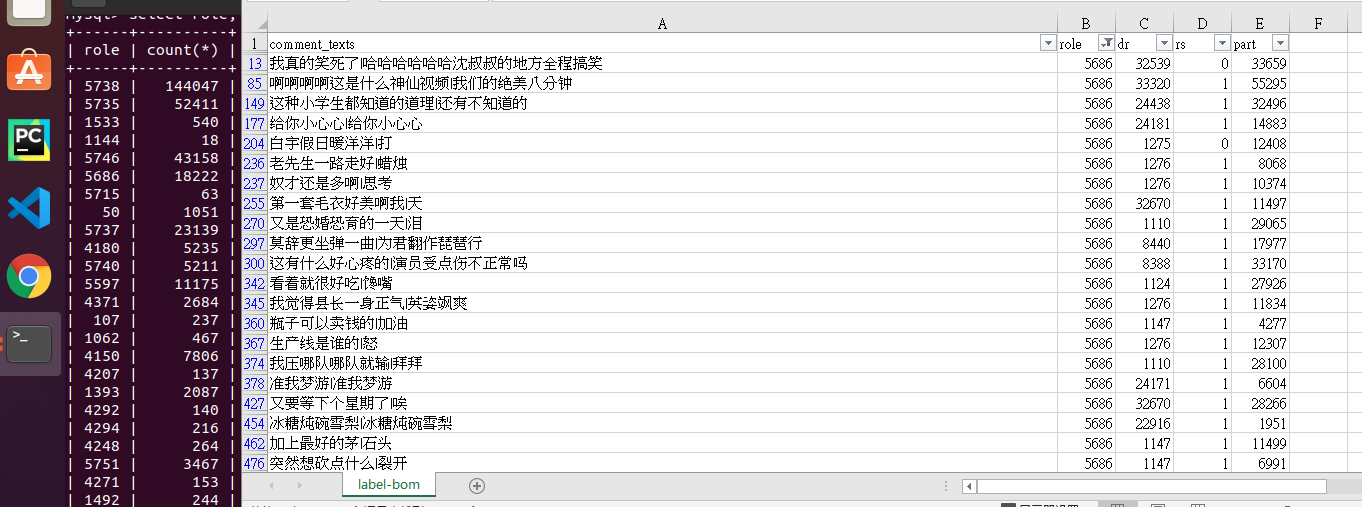 mysql> select role,
+------+----------+
| role | count(*) |
+------+----------+
| 5738 | 144047 |
| 5735 | 52411 |
| 1533 | 540 |
| 1144 | 18 |
| 5746 | 43158 |
| 5686 | 18222 |
| 5715 | 63 |
| 50 | 1051 |
| 5737 | 23139 |
| 4180 | 5235 |
| 5740 | 5211 |
| 5597 | 11175 |
| 4371 | 2684 |
| 107 | 237 |
| 1062 | 467 |
| 4150 | 7806 |
| 4207 | 137 |
| 1393 | 2087 |
| 4292 | 140 |
| 4294 | 216 |
| 4248 | 264 |
| 5751 | 3467 |
| 4271 | 153 |
| 1492 | 244 |
PC
>_
A B C D E F
1 comment_texts role dr rs part
13 我真的笑死了|哈哈哈哈哈哈沈叔叔的地方全程搞笑 5686 32539 0 33659
85 啊啊啊啊这是什么神仙视频|我们的绝美八分钟 5686 33320 1 55295
149 这种小学生都知道的道理|还有不知道的 5686 24438 1 32496
177 给你小心心|给你小心心 5686 24181 1 14883
204 白宇假日暖洋洋|打 5686 1275 0 12408
236 老先生一路走好|蜡烛 5686 1276 1 8068
237 奴才还是多啊|思考 5686 1276 1 10374
255 第一套毛衣好美啊我|天 5686 32670 1 11497
270 又是恐婚恐育的一天|泪 5686 1110 1 29065
297 莫辞更坐弹一曲|为君翻作琵琶行 5686 8440 1 17977
300 这有什么好心疼的|演员受点伤不正常吗 5686 8388 1 33170
342 看着就很好吃|馋嘴 5686 1124 1 27926
345 我觉得县长一身正气|英姿飒爽 5686 1276 1 11834
360 瓶子可以卖钱的|加油 5686 1147 1 4277
367 生产线是谁的|怒 5686 1276 1 12307
374 我压哪队哪队就输|拜拜 5686 1110 1 28100
378 准我梦游|准我梦游 5686 24171 1 6604
427 又要等下个星期了|唉 5686 32670 1 28266
454 冰糖炖碗雪梨|冰糖炖碗雪梨 5686 22916 1 1951
462 加上最好的茅|石头 5686 1147 1 11499
476 突然想砍点什么|裂开 5686 1147 1 6991
label-bom